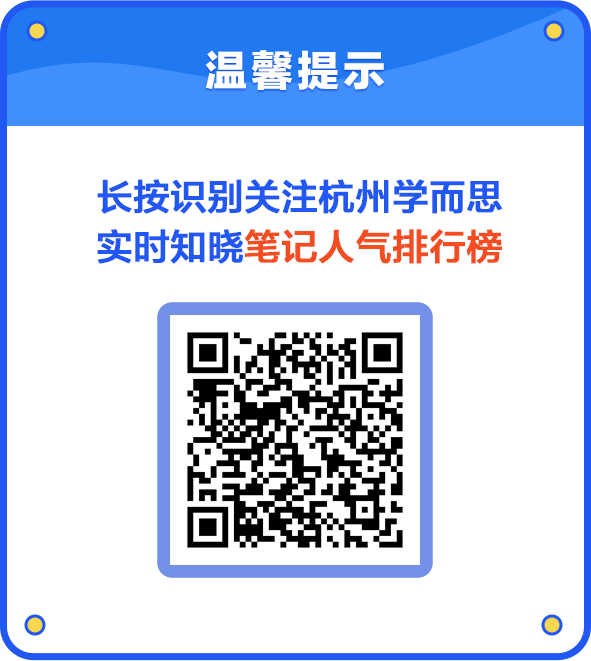 温馨提示
长按识别关注杭州学而思
实时知晓笔记人气排行榜